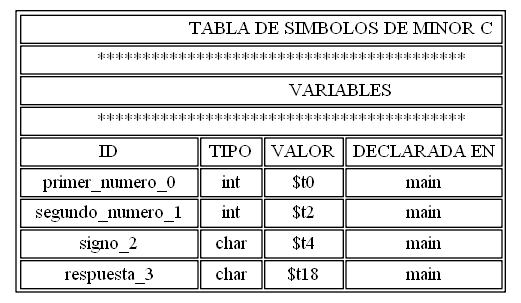 TABLA DE SIMBOLOS DE MINOR C
******************************************
VARIABLES
******************************************
ID TIPO VALOR DECLARADA EN
primer_numero_0 int $t0 main
segundo_numero_1 int $t2 main
signo_2 char $t4 main
respuesta_3 char $t18 main